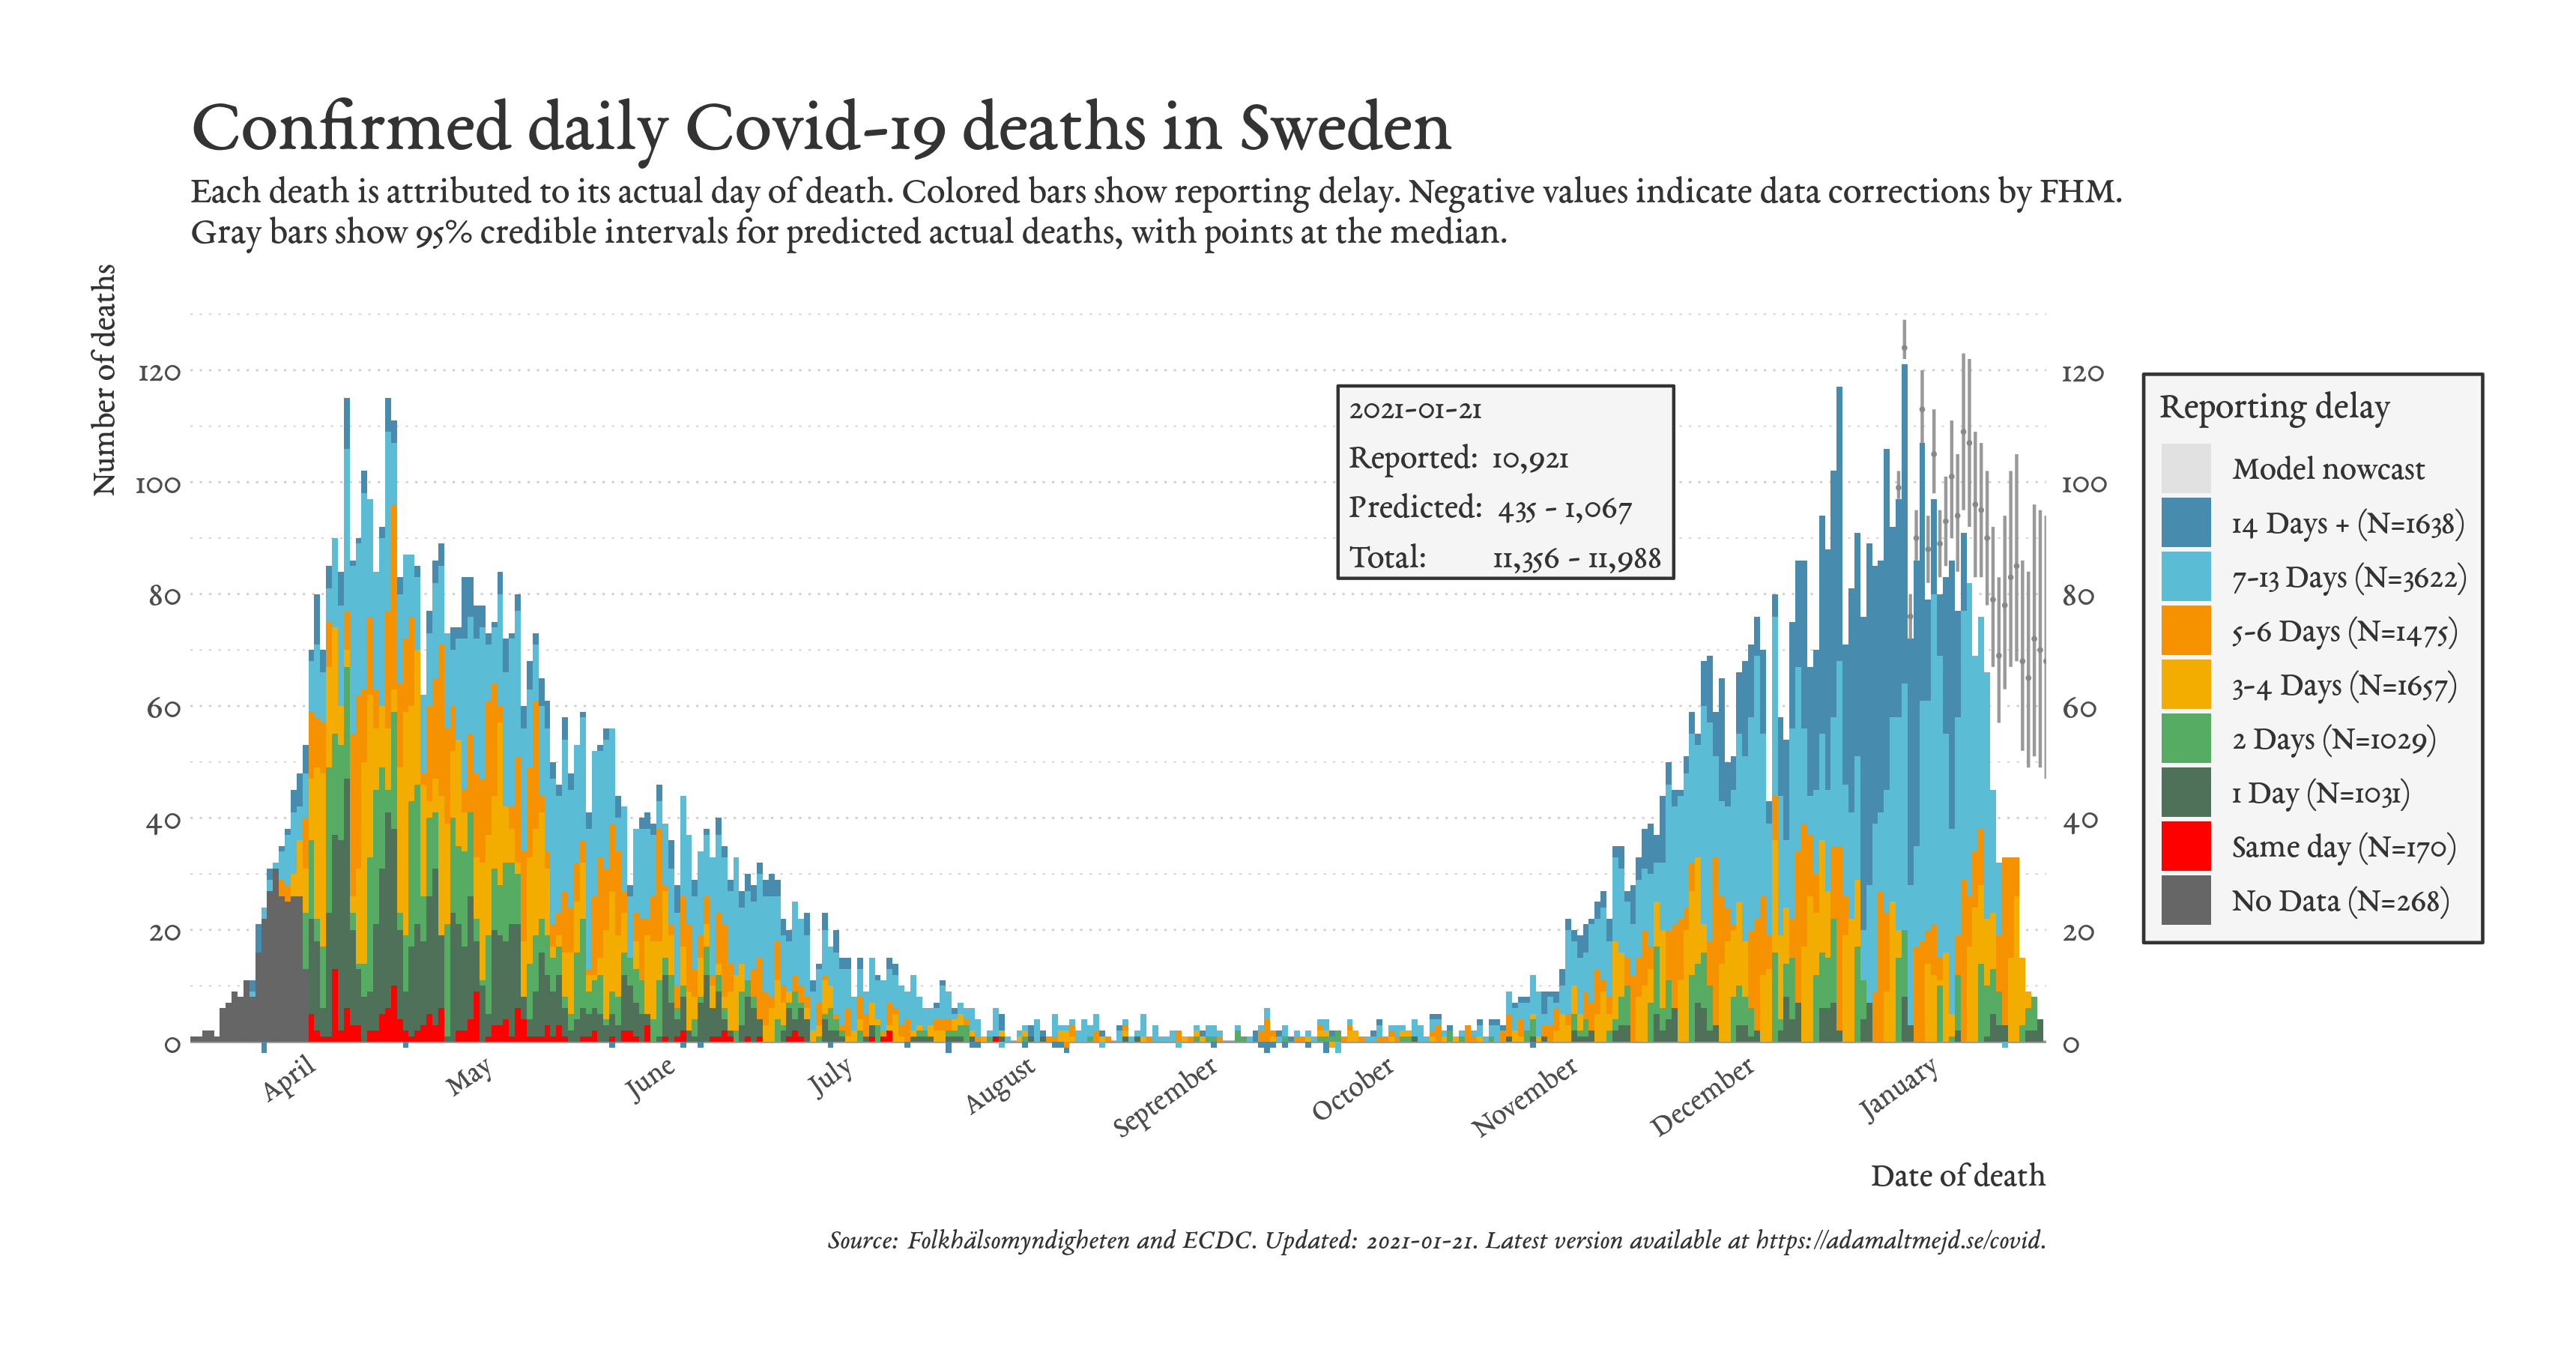 Confirmed daily Covid-19 deaths in Sweden
Each death is attributed to its actual day of death. Colored bars show reporting delay. Negative values indicate data corrections by FHM.
Gray bars show 95% credible intervals for predicted actual deaths, with points at the median.
Number of deaths
120
100
80
60
40
20
0
2021-01-21
Reported: 10,921
Predicted: 435 - 1,067
Total: 11,356 - 11,988
120
100
80
60
40
20
0
Reporting delay
Model nowcast
14 Days + (N=1638)
7-13 Days (N=3622)
5-6 Days (N=1475)
3-4 Days (N=1657)
2 Days (N=1029)
1 Day (N=1031)
Same day (N=170)
No Data (N=268)
April
May
June
July
August
September
October
November
December
January
Date of death
Source: Folkhälsomyndigheten and ECDC. Updated: 2021-01-21. Latest version available at https://adamaltmejd.se/covid.